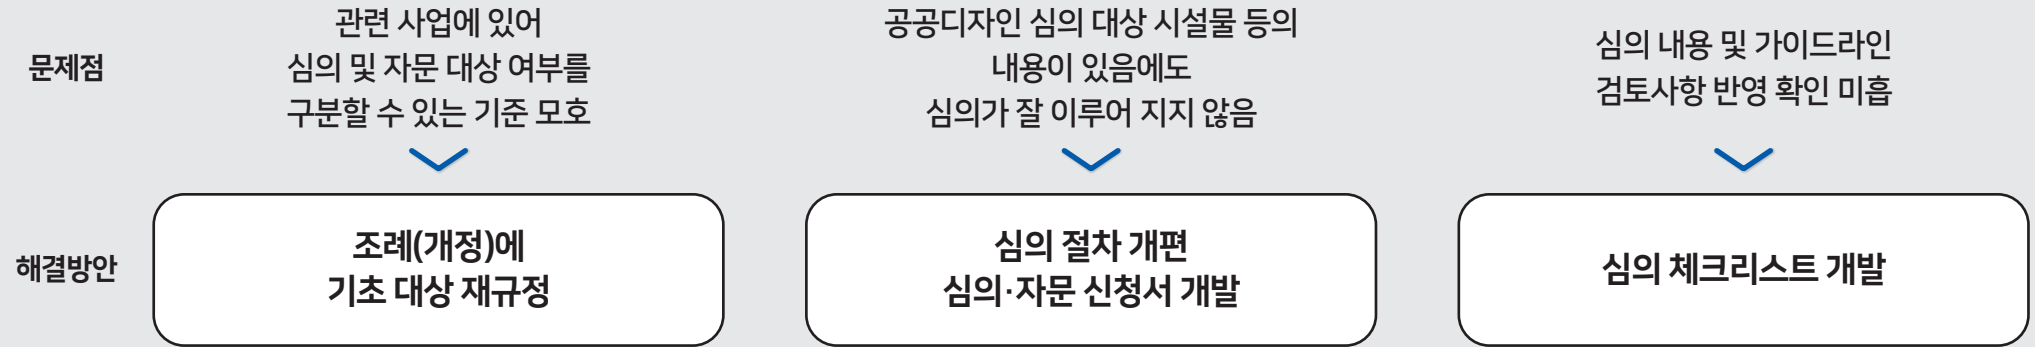 문제점
관련 사업에 있어
심의 및 자문 대상 여부를
구분할 수 있는 기준 모호
공공디자인 심의 대상 시설물 등의
내용이 있음에도
심의가 잘 이루어 지지 않음
심의 내용 및 가이드라인
검토사항 반영 확인 미흡
해결방안
조례(개정)에
기초 대상 재규정
심의 절차 개편
심의·자문 신청서 개발
심의 체크리스트 개발